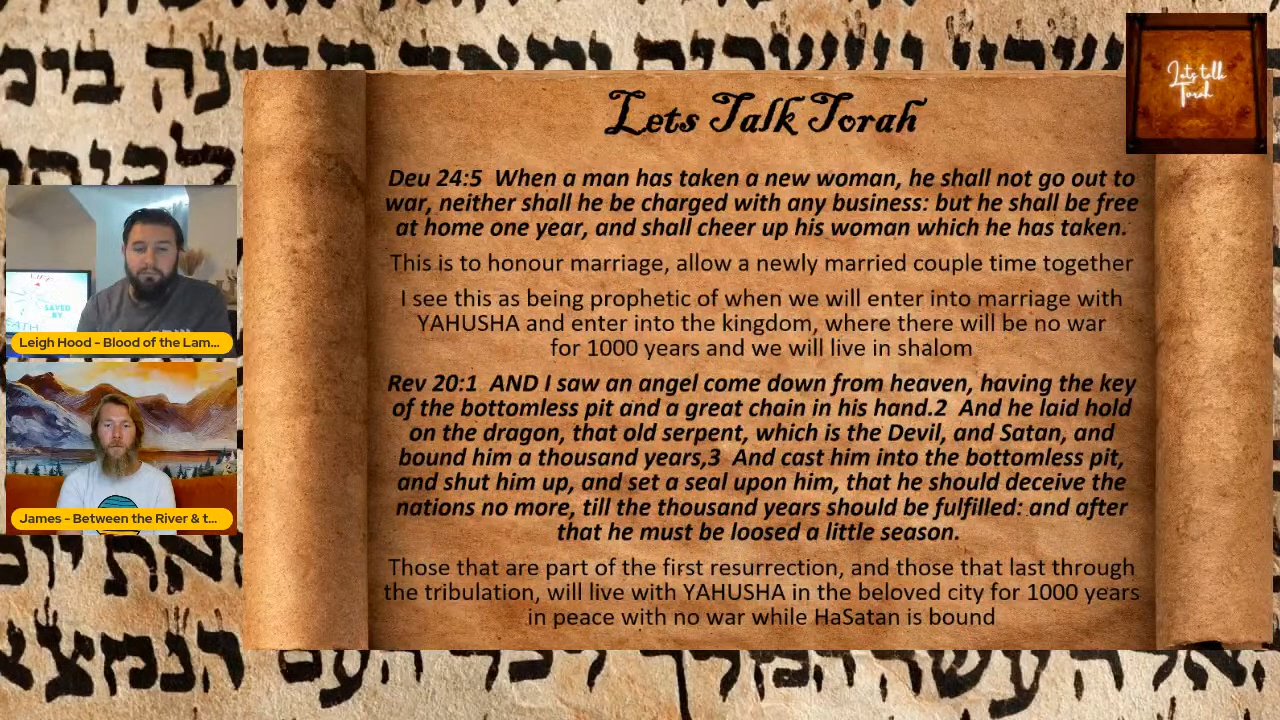 מדינה בימי
Lets talk
Torah
Lets Talk Torah
Deu 24:5 When a man has taken a new woman, he shall not go out to
war, neither shall he be charged with any business: but he shall be free
at home one year, and shall cheer up his woman which he has taken.
This is to honour marriage, allow a newly married couple time together
I see this as being prophetic of when we will enter into marriage with
YAHUSHA and enter into the kingdom, where there will be no war
for 1000 years and we will live in shalom
Rev 20:1 AND I saw an angel come down from heaven, having the key
of the bottomless pit and a great chain in his hand.2 And he laid hold
on the dragon, that old serpent, which is the Devil, and Satan, and
bound him a thousand years,3 And cast him into the bottomless pit,
and shut him up, and set a seal upon him, that he should deceive the
nations no more, till the thousand years should be fulfilled: and after
that he must be loosed a little season.
Those that are part of the first resurrection, and those that last through
the tribulation, will live with YAHUSHA in the beloved city for 1000 years
in peace with no war while HaSatan is bound
SAVED
BY
Leigh Hood - Blood of the Lam...
James - Between the River & t...
המלך לכל העם הנמצא